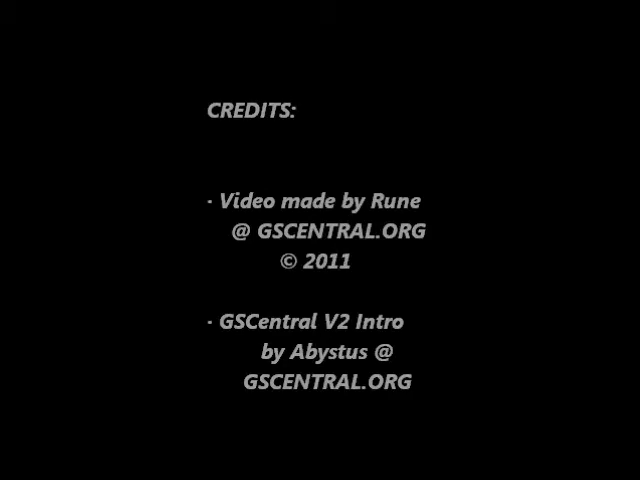 CREDITS:
· Video made by Rune
@ GSCENTRAL.ORG
© 2011
· GSCentral V2 Intro
by Abystus @
GSCENTRAL.ORG